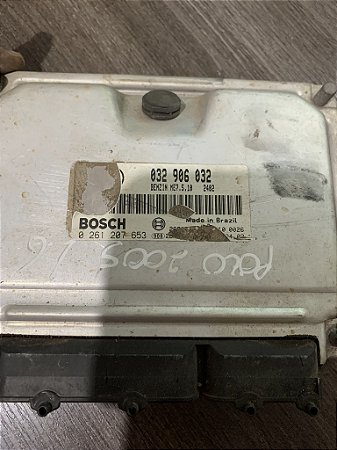 032 906 032
BENZIN ME7.5.10 2402
Made in Brazil
BOSCH
0 261 207 653
POLO 2003 1.6